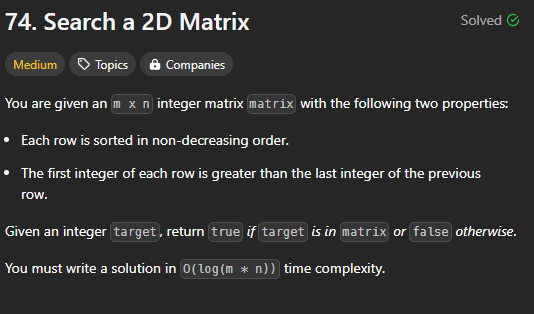 74. Search a 2D Matrix
Solved
Medium
Topics
Companies
You are given an m x n integer matrix matrix with the following two properties:
• Each row is sorted in non-decreasing order.
• The first integer of each row is greater than the last integer of the previous
row.
Given an integer target, return true if target is in matrix or false otherwise.
You must write a solution in O(log(m * n)) time complexity.